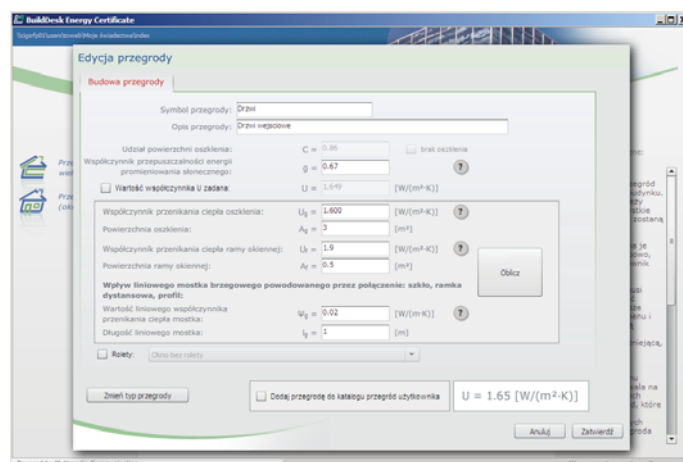 BuildDesk Energy Certificate
Edycja przegrody
Budowa przegrody
Symbol przegrody: Drzwi
Opis przegrody: Drzwi wejsciowe
Udział powierzchni oszklenia: C = 0.86 brak oszklenia
Współczynnik przepuszczalności energii
promieniowania słonecznego: g = 0.67 ?
Wartość współczynnika U zadana: U = 1.649 [W/(m²·K)]
Współczynnik przenikania ciepła oszklenia: Ug = 1.600 [W/(m²·K)] ?
Powierzchnia oszklenia: Ag = 3 [m²]
Współczynnik przenikania ciepła ramy okiennej: Ur = 1.9 [W/(m²·K)] ?
Powierzchnia ramy okiennej: Ar = 0.5 [m²]
Oblicz
Wpływ liniowego mostka brzegowego powodowanego przez połączenie: szkło, ramka
dystansowa, profil:
Wartość liniowego współczynnika
przenikania ciepła mostka: Ψg = 0.02 [W/(m·K)] ?
Długość liniowego mostka: lg = 1 [m]
Rolety: Okno bez rolety
Zmień typ przegrody
Dodaj przegrodę do katalogu przegród użytkownika
U = 1.65 [W/(m²·K)]
Anuluj Zatwierdź